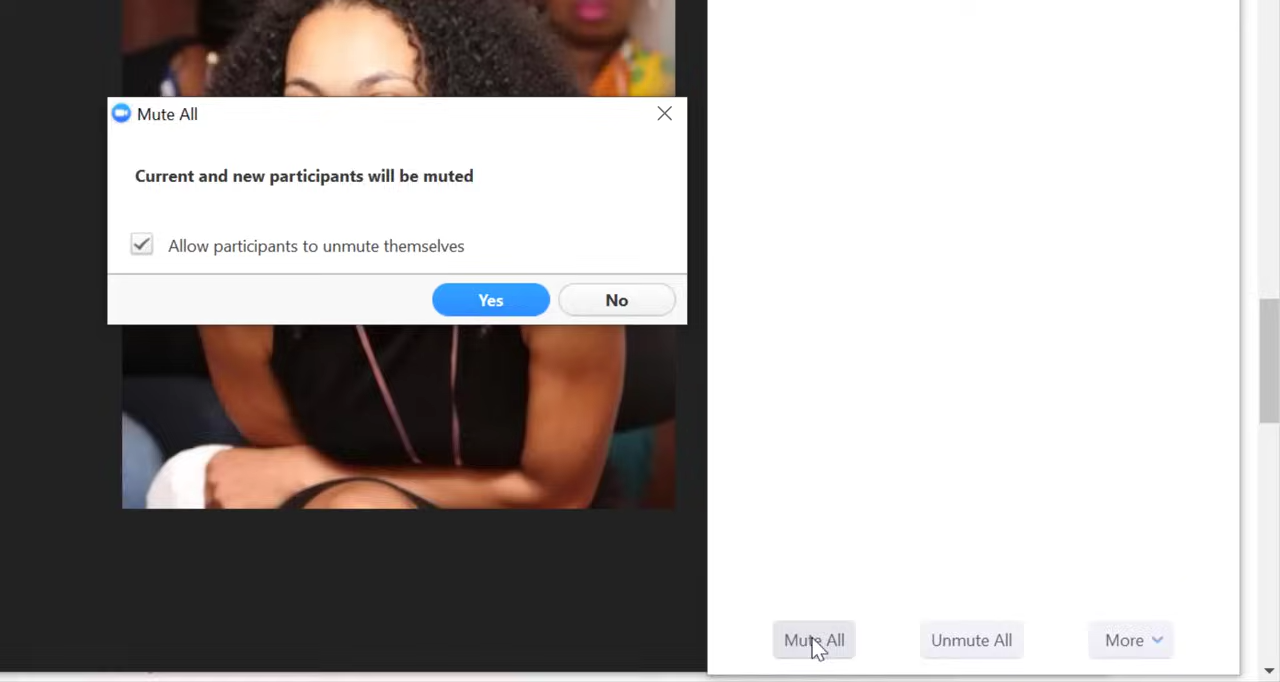 Mute All
Current and new participants will be muted
Allow participants to unmute themselves
Yes No
Mute All Unmute All More